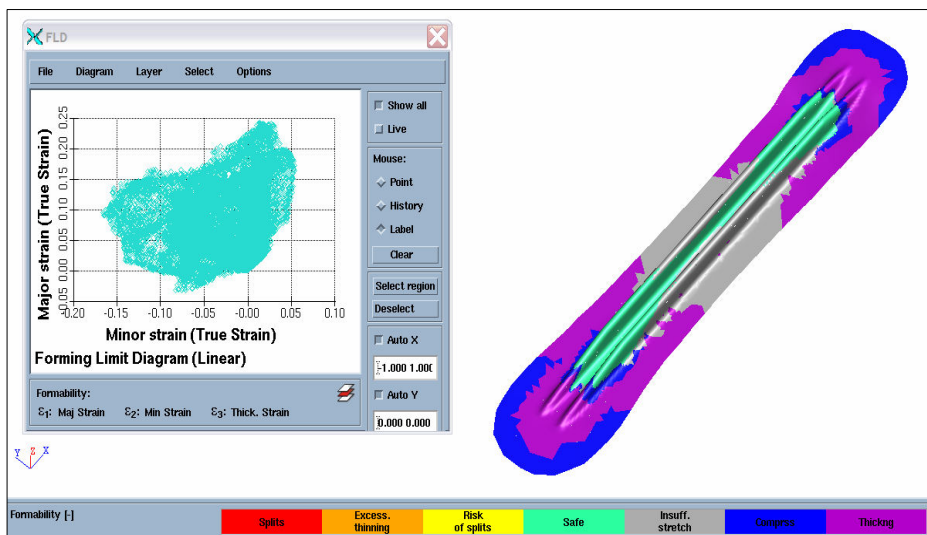 FLD
File Diagram Layer Select Options
Show all
Live
Mouse:
Point
History
Label
Clear
Select region
Deselect
Auto X
-1.000 1.000
Auto Y
0.000 0.000
Major strain (True Strain)
0.25
0.20
0.15
0.10
0.05
0.00
-0.05
-0.20 -0.15 -0.10 -0.05 -0.00 0.05 0.10
Minor strain (True Strain)
Forming Limit Diagram (Linear)
Formability:
ε1: Maj Strain ε2: Min Strain ε3: Thick. Strain
Y Z X
Formability [-]
Splits
Excess.
thinning
Risk
of splits
Safe
Insuff.
stretch
Compress
Thickng